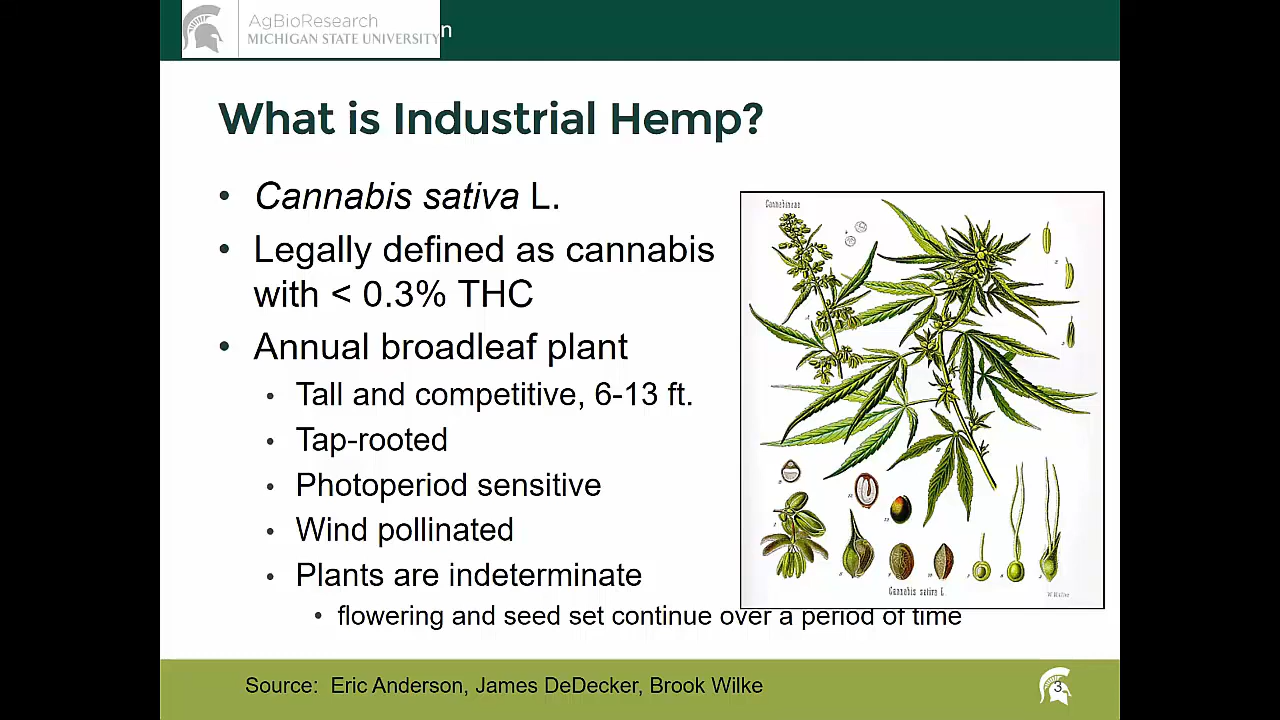 AgBioResearch
MICHIGAN STATE UNIVERSITY
n
What is Industrial Hemp?
• Cannabis sativa L.
• Legally defined as cannabis
with < 0.3% THC
• Annual broadleaf plant
• Tall and competitive, 6-13 ft.
• Tap-rooted
• Photoperiod sensitive
• Wind pollinated
• Plants are indeterminate
• flowering and seed set continue over a period of time
Cannabineae
Cannabis sativa L.
Source: Eric Anderson, James DeDecker, Brook Wilke
3